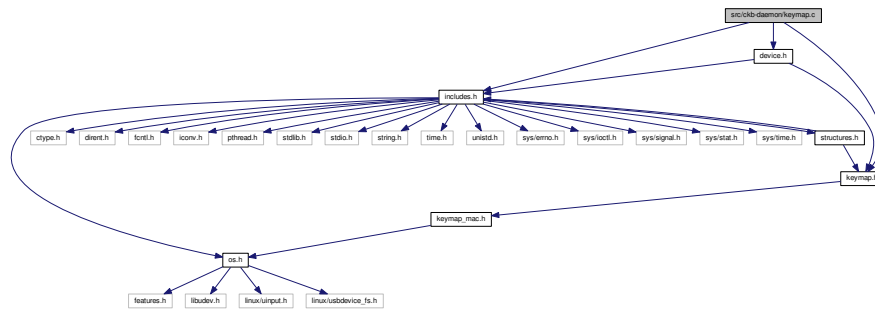 src/ckb-daemon/keymap.c
device.h
includes.h
ctype.h
dirent.h
fcntl.h
iconv.h
pthread.h
stdlib.h
stdio.h
string.h
time.h
unistd.h
sys/errno.h
sys/ioctl.h
sys/signal.h
sys/stat.h
sys/time.h
structures.h
keymap.h
keymap_mac.h
os.h
features.h
libudev.h
linux/uinput.h
linux/usbdevice_fs.h